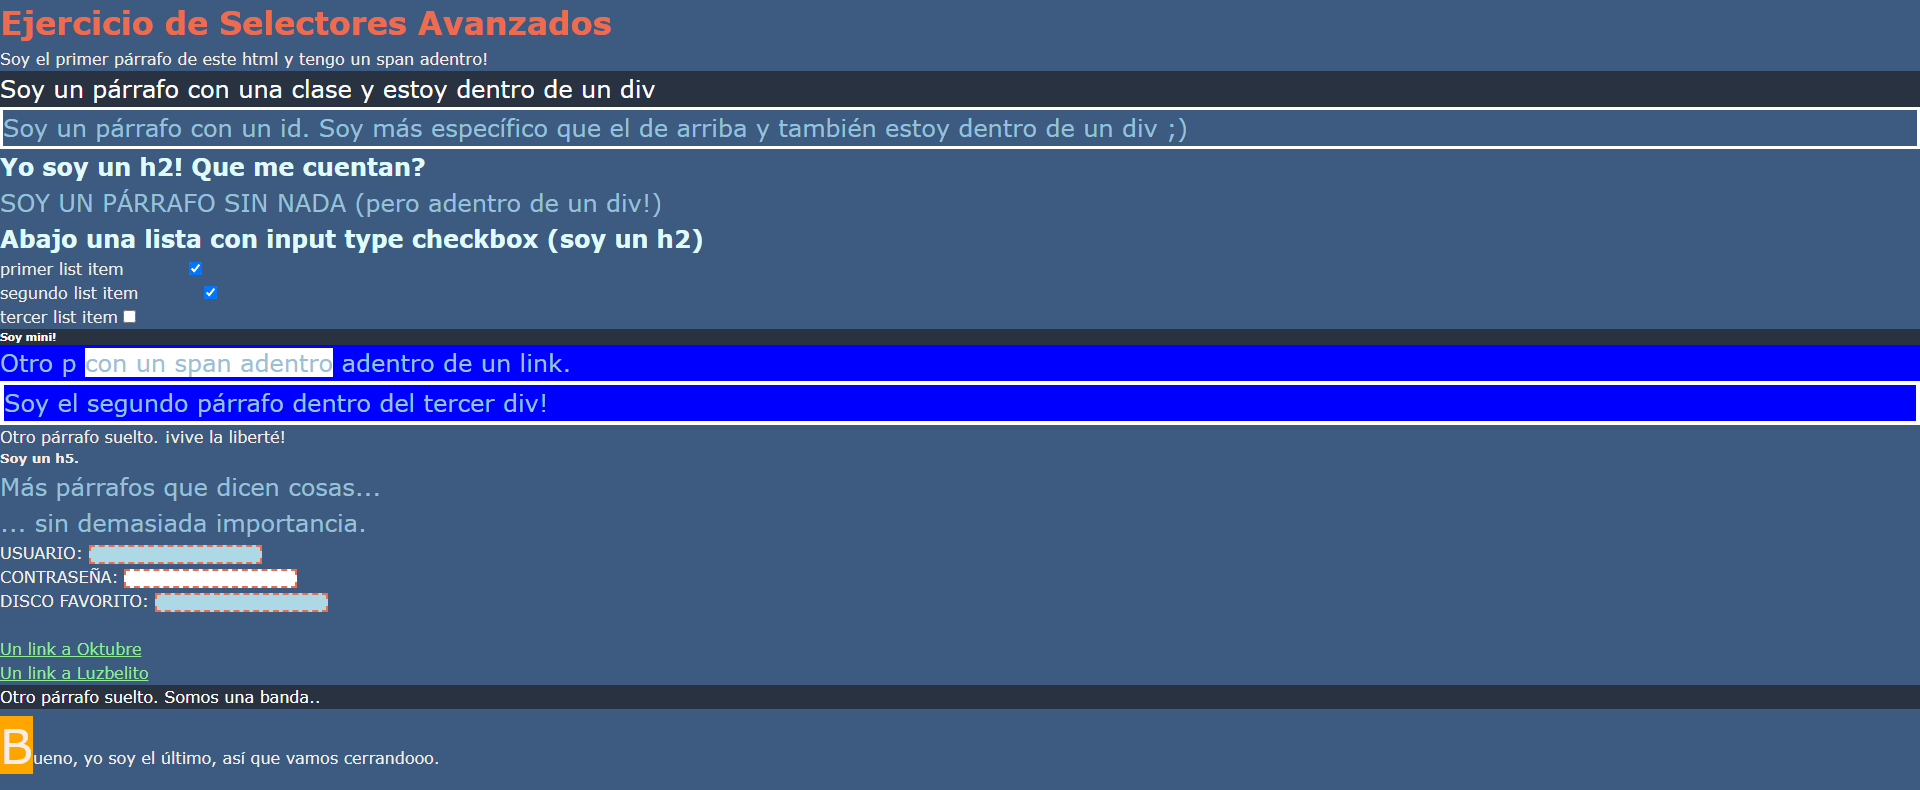 Ejercicio de Selectores Avanzados
Soy el primer párrafo de este html y tengo un span adentro!
Soy un párrafo con una clase y estoy dentro de un div
Soy un párrafo con un id. Soy más específico que el de arriba y también estoy dentro de un div ;)
Yo soy un h2! Que me cuentan?
SOY UN PÁRRAFO SIN NADA (pero adentro de un div!)
Abajo una lista con input type checkbox (soy un h2)
primer list item
segundo list item
tercer list item
Soy mini!
Otro p con un span adentro adentro de un link.
Soy el segundo párrafo dentro del tercer div!
Otro párrafo suelto. ¡vive la liberté!
Soy un h5.
Más párrafos que dicen cosas...
... sin demasiada importancia.
USUARIO:
CONTRASEÑA:
DISCO FAVORITO:
Un link a Oktubre
Un link a Luzbelito
Otro párrafo suelto. Somos una banda..
Bueno, yo soy el último, así que vamos cerrandooo.